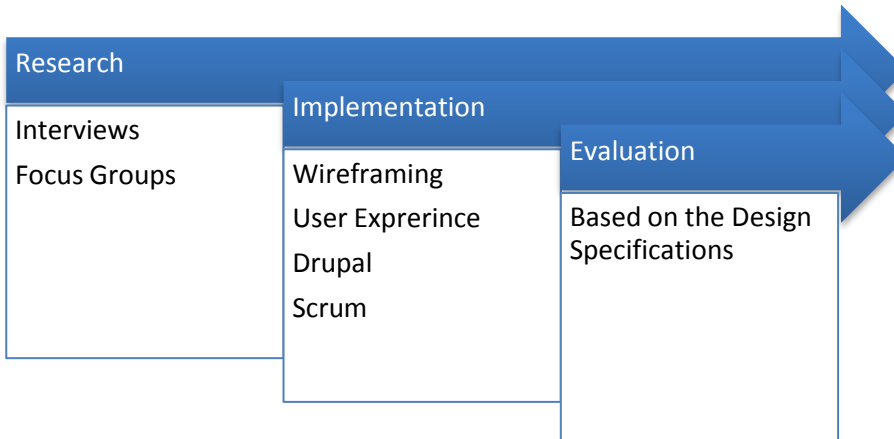 Research
Interviews
Focus Groups
Implementation
Wireframing
User Exprerince
Drupal
Scrum
Evaluation
Based on the Design
Specifications